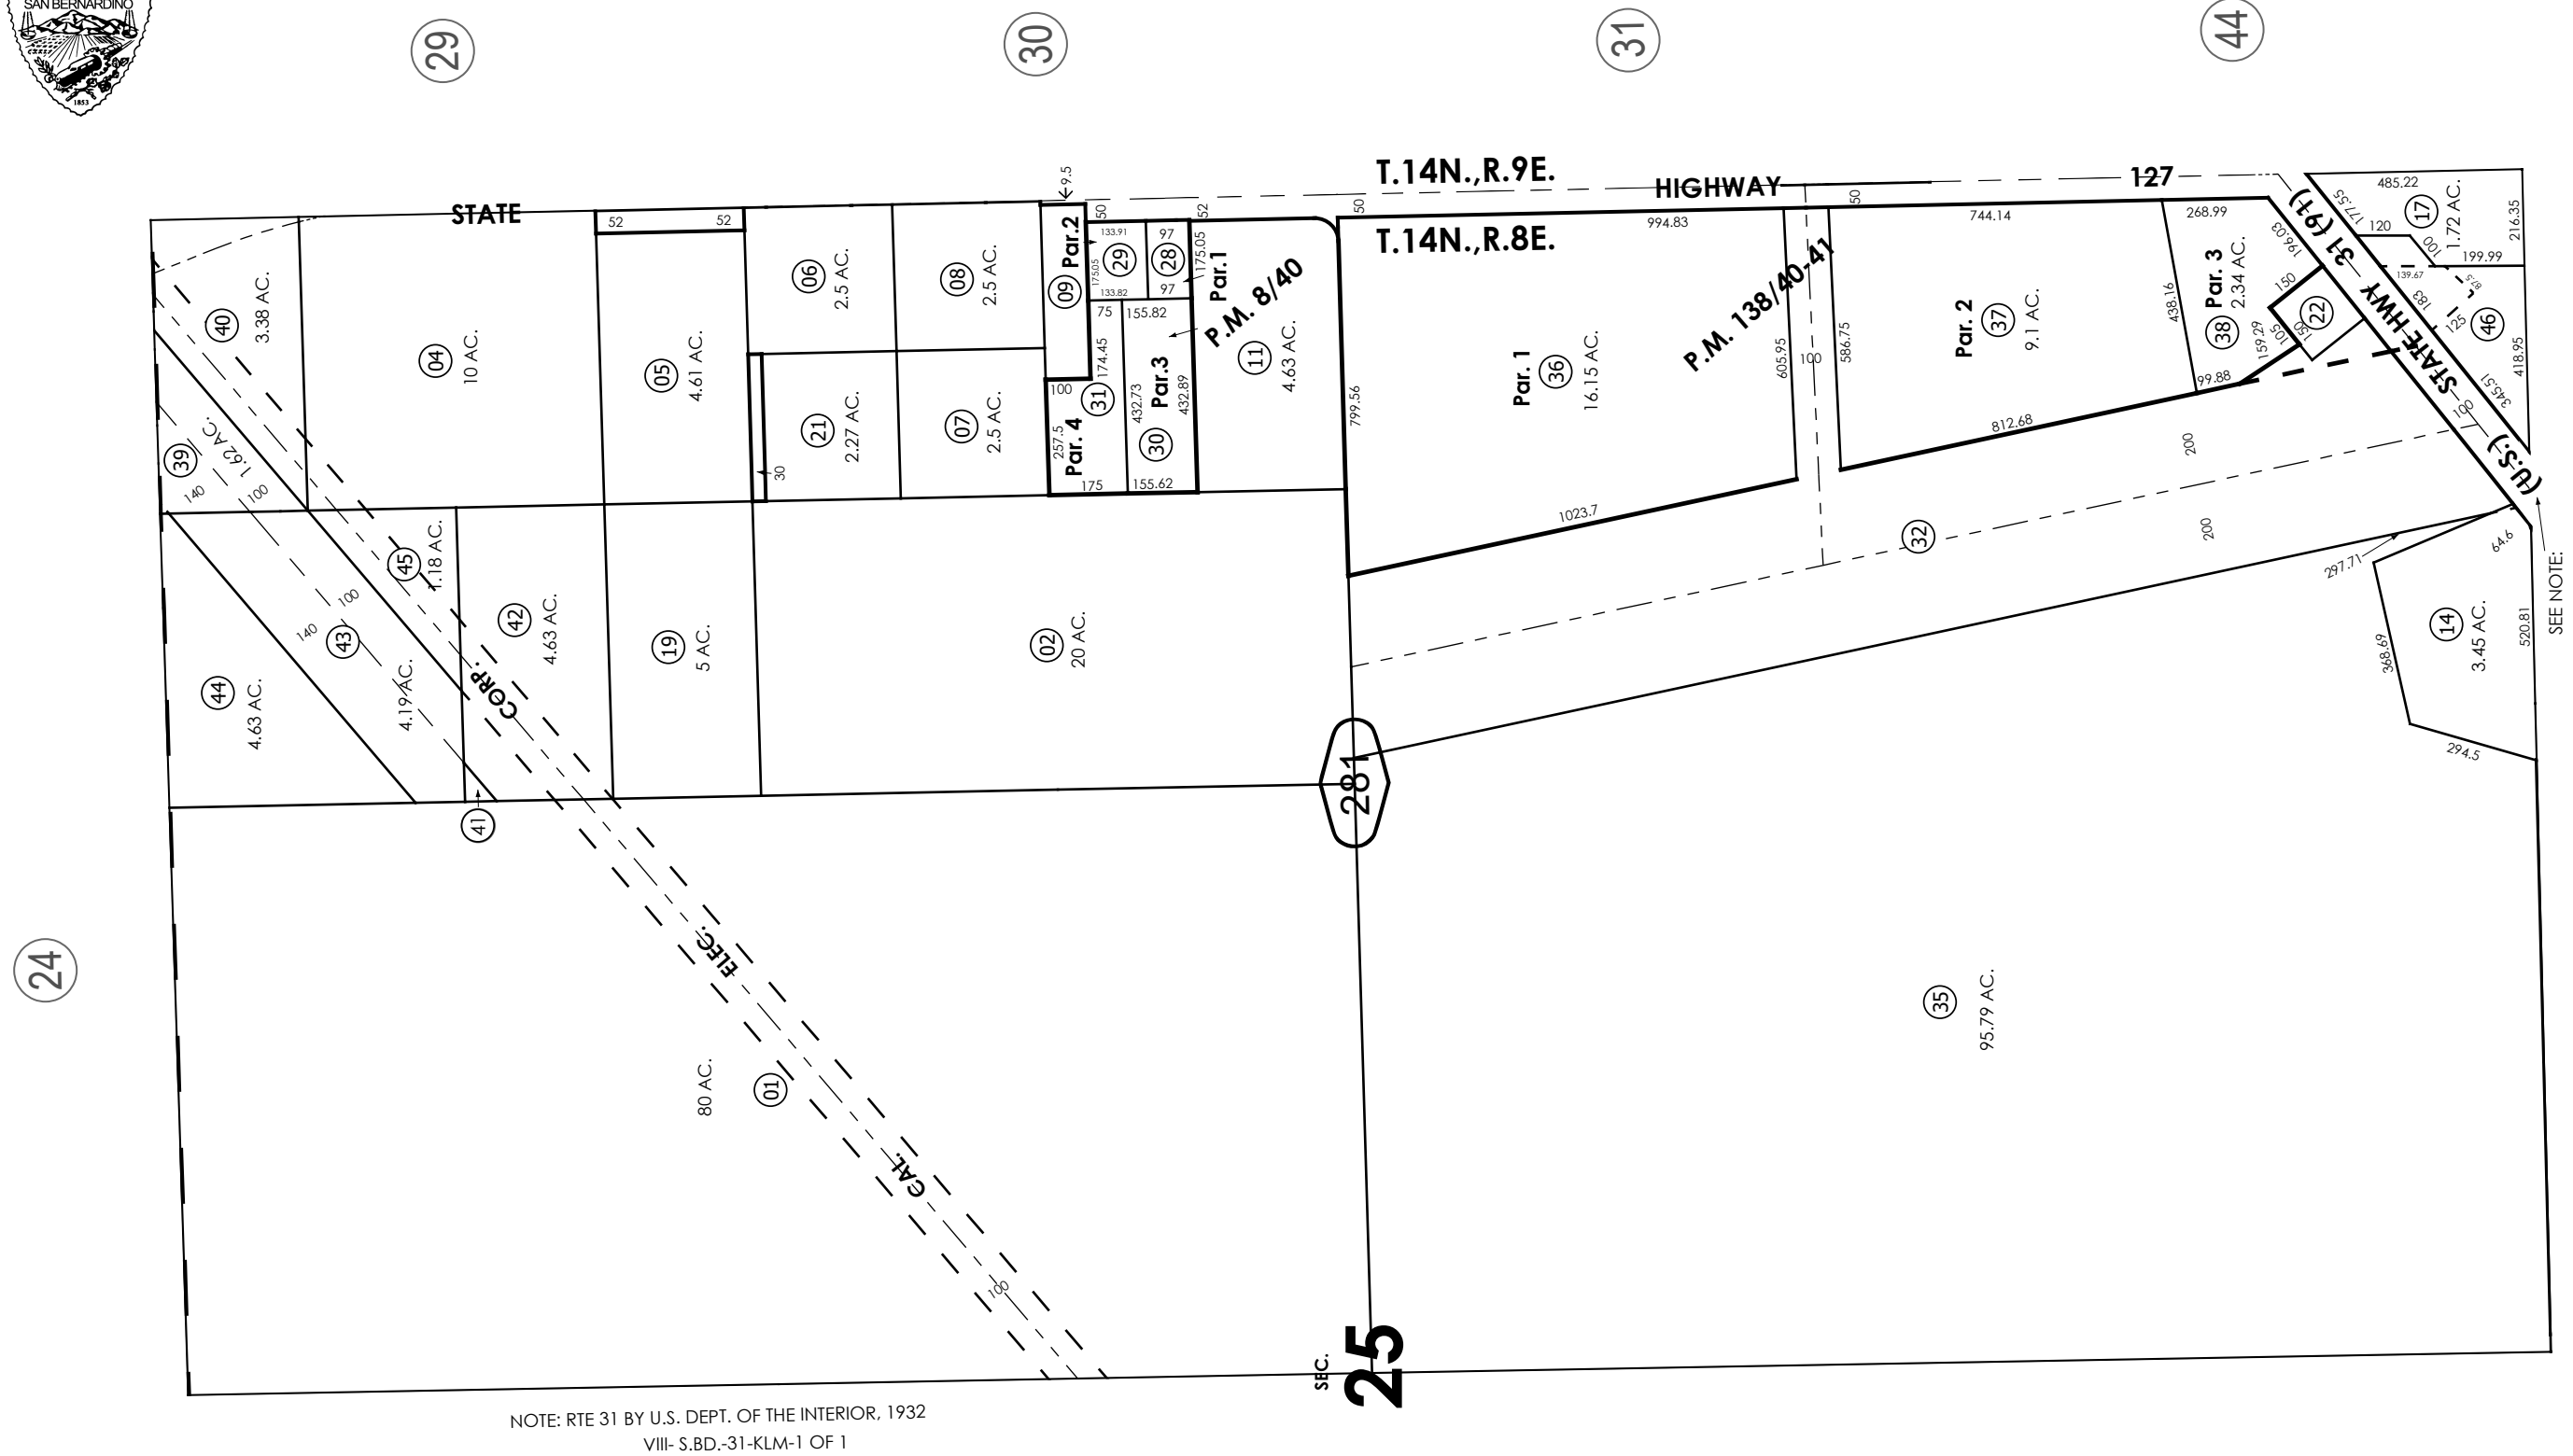 SAN BERNARDINO
1853
29
30
31
44
24
STATE
HIGHWAY
127
T.14N.,R.9E.
T.14N.,R.8E.
9.5
52
52
50
52
50
50
40
3.38 AC.
39
1.62 AC.
140
100
04
10 AC.
05
4.61 AC.
06
2.5 AC.
08
2.5 AC.
21
2.27 AC.
30
07
2.5 AC.
09
Par.2
133.91
175.05
29
133.82
97
28
97
175.05
Par.1
75
155.82
174.45
100
31
257.5
Par. 4
432.73
Par.3
432.89
30
175
155.62
P.M. 8/40
11
4.63 AC.
799.56
994.83
Par. 1
36
16.15 AC.
605.95
100
586.75
P.M. 138/40-41
1023.7
744.14
Par. 2
37
9.1 AC.
812.68
268.99
438.16
Par. 3
38
2.34 AC.
196.03
150
159.29
105
150
22
99.88
31 (91)
STATE HWY
(U.S.)
100
177.55
485.22
17
1.72 AC.
216.35
120
100
199.99
139.67
87.5
183
125
46
418.95
345.51
44
4.63 AC.
140
43
100
4.19 AC.
45
1.18 AC.
42
4.63 AC.
41
19
5 AC.
02
20 AC.
281
32
200
200
297.71
64.6
368.69
14
3.45 AC.
520.81
294.5
SEE NOTE:
CORP.
ELEC.
CAL.
100
80 AC.
01
35
95.79 AC.
SEC.
25
NOTE: RTE 31 BY U.S. DEPT. OF THE INTERIOR, 1932
VIII- S.BD.-31-KLM-1 OF 1